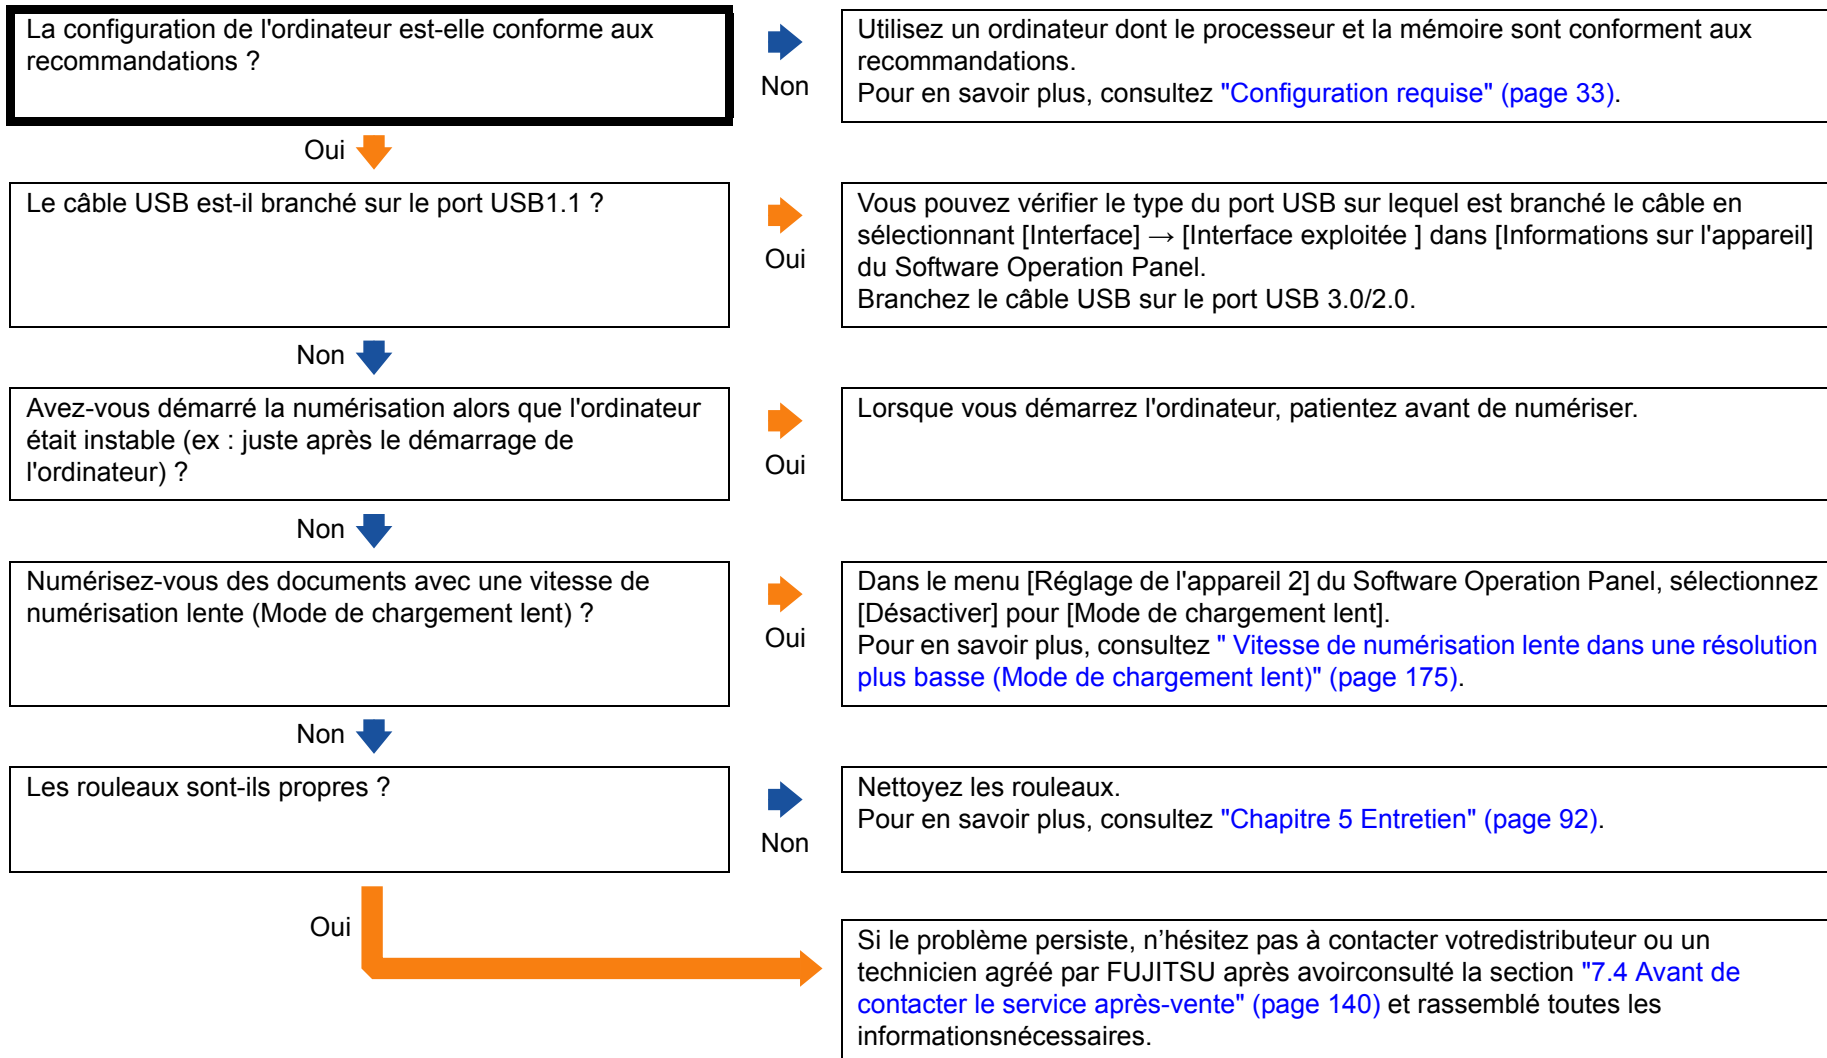 La configuration de l'ordinateur est-elle conforme aux
recommandations ?
Non
Utilisez un ordinateur dont le processeur et la mémoire sont conforment aux
recommandations.
Pour en savoir plus, consultez "Configuration requise" (page 33).
Oui
Le câble USB est-il branché sur le port USB1.1 ?
Oui
Vous pouvez vérifier le type du port USB sur lequel est branché le câble en
sélectionnant [Interface] → [Interface exploitée ] dans [Informations sur l'appareil]
du Software Operation Panel.
Branchez le câble USB sur le port USB 3.0/2.0.
Non
Avez-vous démarré la numérisation alors que l'ordinateur
était instable (ex : juste après le démarrage de
l'ordinateur) ?
Oui
Lorsque vous démarrez l'ordinateur, patientez avant de numériser.
Non
Numérisez-vous des documents avec une vitesse de
numérisation lente (Mode de chargement lent) ?
Oui
Dans le menu [Réglage de l'appareil 2] du Software Operation Panel, sélectionnez
[Désactiver] pour [Mode de chargement lent].
Pour en savoir plus, consultez " Vitesse de numérisation lente dans une résolution
plus basse (Mode de chargement lent)" (page 175).
Non
Les rouleaux sont-ils propres ?
Non
Nettoyez les rouleaux.
Pour en savoir plus, consultez "Chapitre 5 Entretien" (page 92).
Oui
Si le problème persiste, n’hésitez pas à contacter votredistributeur ou un
technicien agréé par FUJITSU après avoirconsulté la section "7.4 Avant de
contacter le service après-vente" (page 140) et rassemblé toutes les
informationsnécessaires.